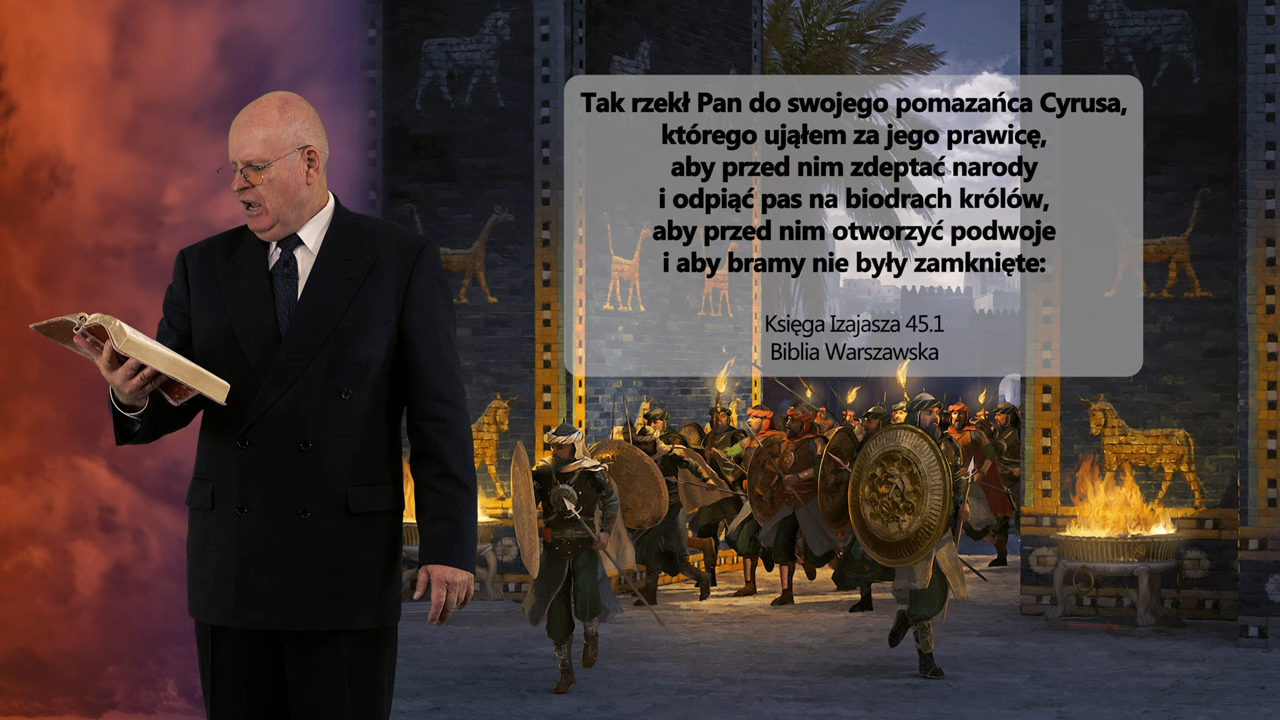 Tak rzekł Pan do swojego pomazańca Cyrusa,
którego ująłem za jego prawicę,
aby przed nim zdeptać narody
i odpiąć pas na biodrach królów,
aby przed nim otworzyć podwoje
i aby bramy nie były zamknięte:
Księga Izajasza 45.1
Biblia Warszawska